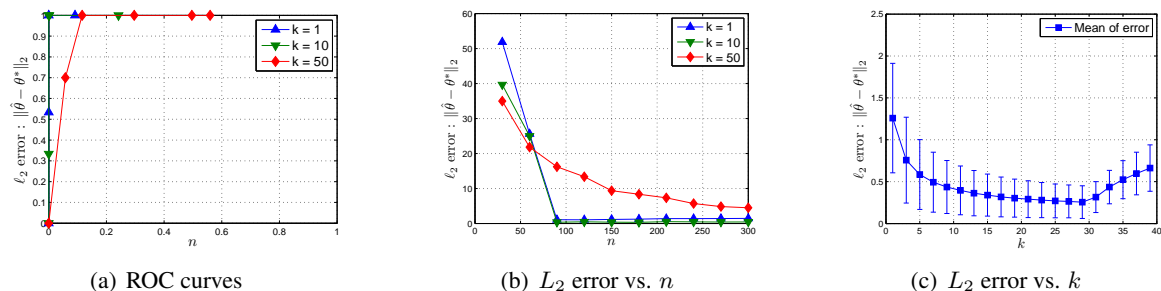 ℓ₂ error : ‖θ̂ − θ*‖₂
1
0.9
0.8
0.7
0.6
0.5
0.4
0.3
0.2
0.1
0
0 0.2 0.4 0.6 0.8 1
n
k = 1
k = 10
k = 50
(a) ROC curves
ℓ₂ error : ‖θ̂ − θ*‖₂
60
50
40
30
20
10
0
0 50 100 150 200 250 300
n
k = 1
k = 10
k = 50
(b) L₂ error vs. n
ℓ₂ error : ‖θ̂ − θ*‖₂
2.5
2
1.5
1
0.5
0
0 5 10 15 20 25 30 35 40
k
Mean of error
(c) L₂ error vs. k